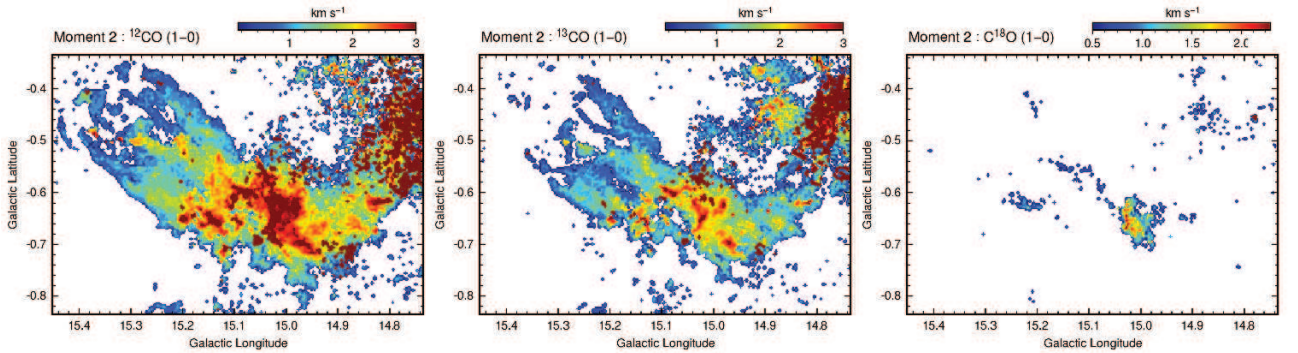 km s⁻¹
1 2 3
Moment 2 : ¹²CO (1−0)
Galactic Latitude
-0.4
-0.5
-0.6
-0.7
-0.8
15.4 15.3 15.2 15.1 15.0 14.9 14.8
Galactic Longitude
km s⁻¹
1 2 3
Moment 2 : ¹³CO (1−0)
Galactic Latitude
-0.4
-0.5
-0.6
-0.7
-0.8
15.4 15.3 15.2 15.1 15.0 14.9 14.8
Galactic Longitude
km s⁻¹
0.5 1.0 1.5 2.0
Moment 2 : C¹⁸O (1−0)
Galactic Latitude
-0.4
-0.5
-0.6
-0.7
-0.8
15.4 15.3 15.2 15.1 15.0 14.9 14.8
Galactic Longitude